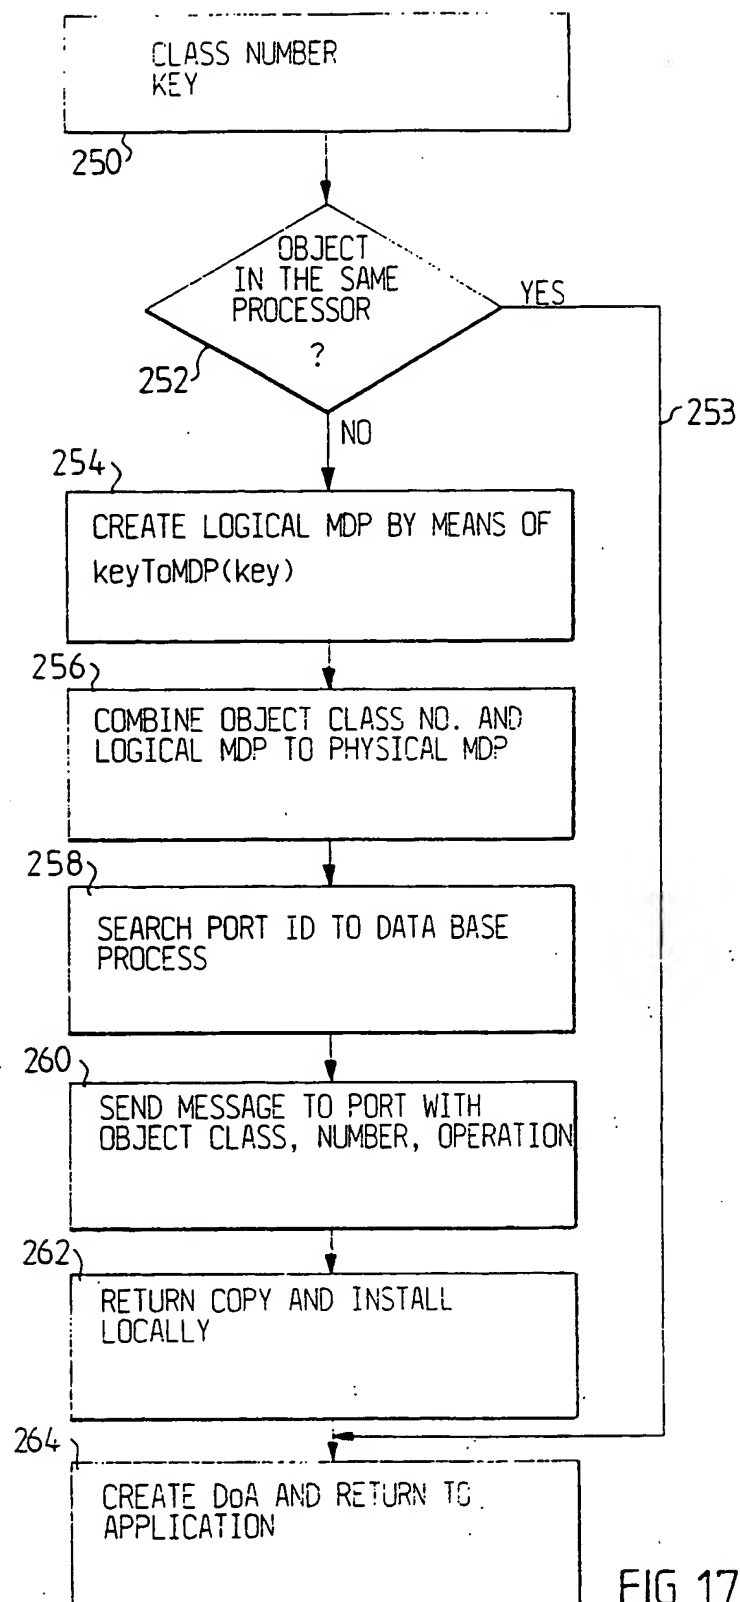 CLASS NUMBER
KEY
250
OBJECT
IN THE SAME
PROCESSOR
?
YES
252
253
NO
254
CREATE LOGICAL MDP BY MEANS OF
keyToMDP(key)
256
COMBINE OBJECT CLASS NO. AND
LOGICAL MDP TO PHYSICAL MDP
258
SEARCH PORT ID TO DATA BASE
PROCESS
260
SEND MESSAGE TO PORT WITH
OBJECT CLASS, NUMBER, OPERATION
262
RETURN COPY AND INSTALL
LOCALLY
264
CREATE DoA AND RETURN TO
APPLICATION
FIG 17